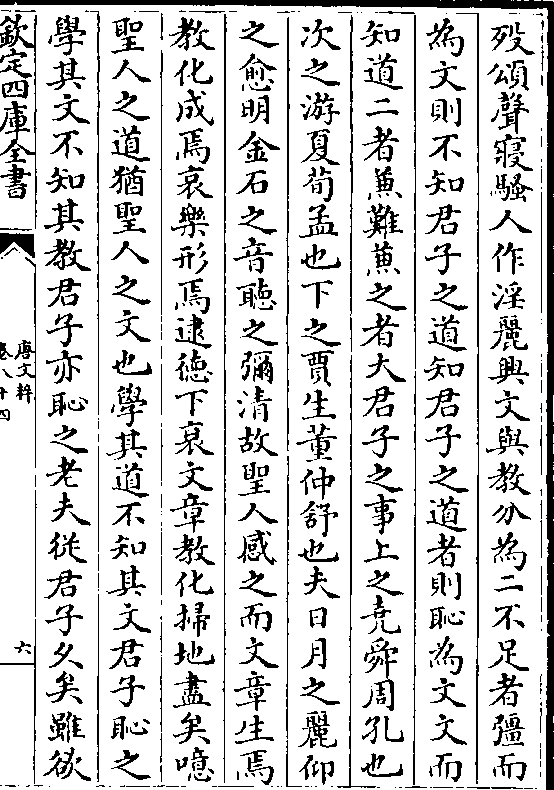 歿頌聲寢騷人作淫麗興文與教分為二不足者彊而
為文則不知君子之道知君子之道者則恥為文文而
知道二者兼難兼之者大君子之事上之堯舜周孔也
次之游夏荀孟也下之賈生董仲舒也夫日月之麗仰
之愈明金石之音聽之彌清故聖人感之而文章生焉
教化成焉哀樂形焉逮徳下衰文章教化掃地盡矣噫
聖人之道猶聖人之文也學其道不知其文君子恥之
學其文不知其教君子亦恥之老夫從君子久矣雖欲
欽定四庫全書
唐文粹
卷八十四
六